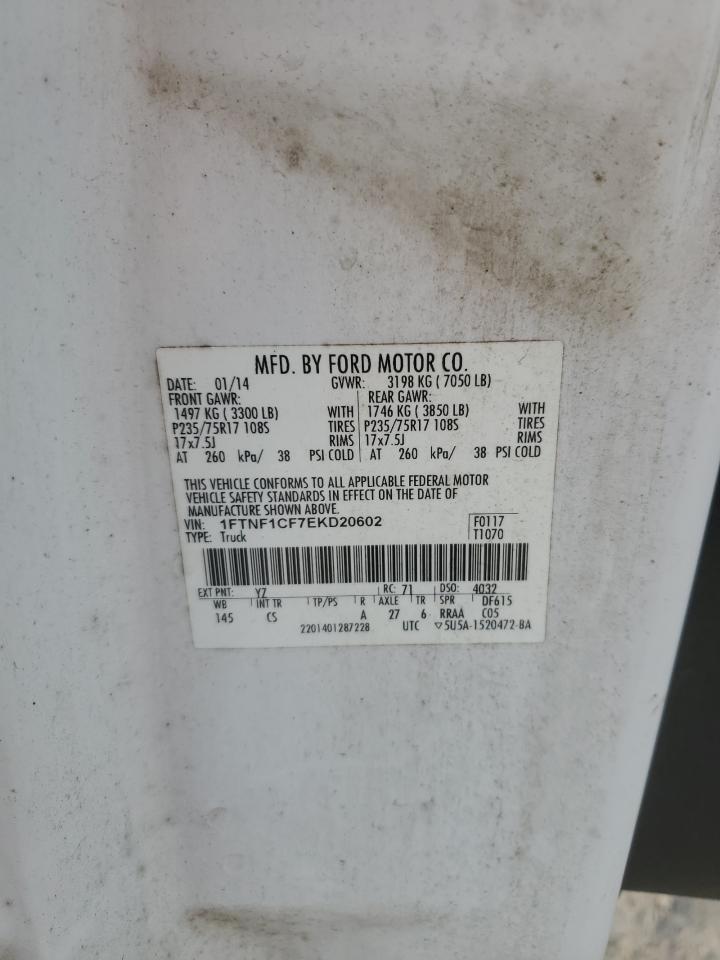 MFD. BY FORD MOTOR CO.
DATE: 01/14 GVWR: 3198 KG ( 7050 LB)
FRONT GAWR: REAR GAWR:
1497 KG ( 3300 LB) WITH 1746 KG ( 3850 LB) WITH
P235/75R17 108S TIRES P235/75R17 108S TIRES
17x7.5J RIMS 17x7.5J RIMS
AT 260 kPa/ 38 PSI COLD AT 260 kPa/ 38 PSI COLD
THIS VEHICLE CONFORMS TO ALL APPLICABLE FEDERAL MOTOR
VEHICLE SAFETY STANDARDS IN EFFECT ON THE DATE OF
MANUFACTURE SHOWN ABOVE.
VIN: 1FTNF1CF7EKD20602 F0117
TYPE: Truck T1070
EXT PNT: YZ RC: 71 DSO: 4032
WB INT TR TP/PS R AXLE TR SPR DF615
145 CS A 27 6 RRAA C05
2201401287228 UTC ▽5U5A-1520472-BA